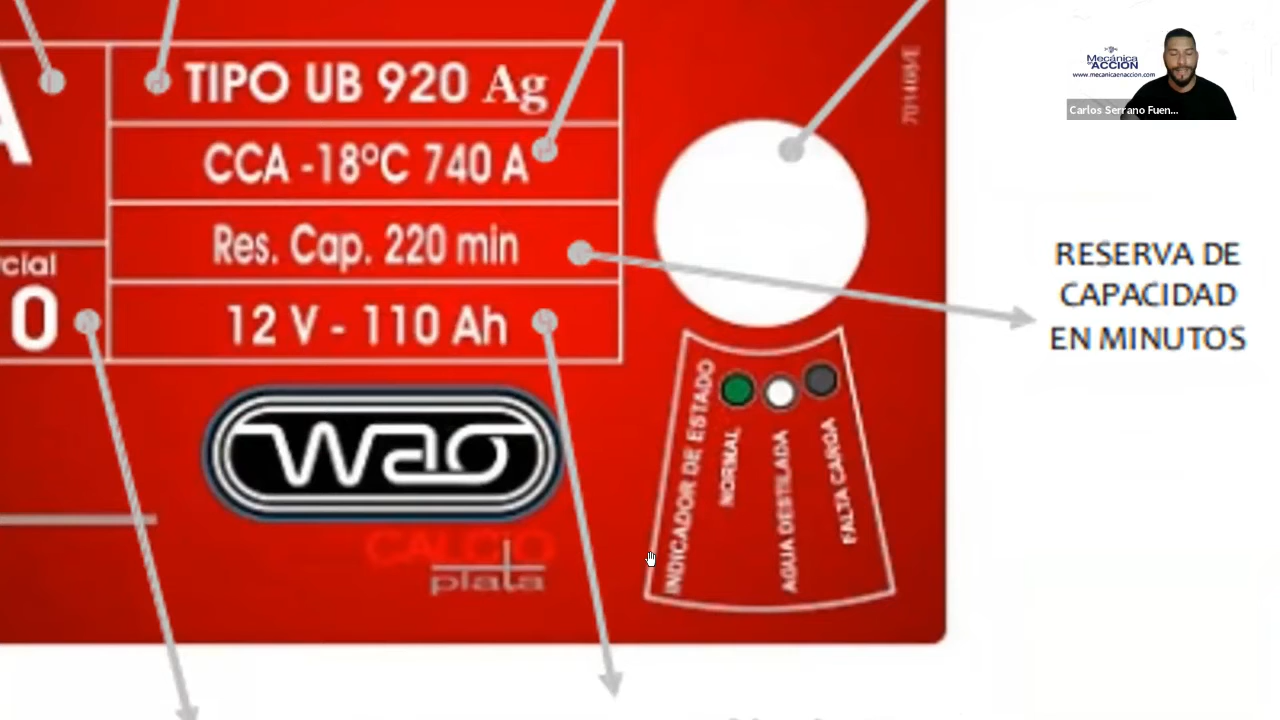 Mecánica
en ACCIÓN
www.mecanicaenaccion.com
Carlos Serrano Fuen...
A
TIPO UB 920 Ag
CCA -18ºC 740 A
Res. Cap. 220 min
12 V - 110 Ah
cial
0
RESERVA DE
CAPACIDAD
EN MINUTOS
wao
CALCIO
plata
INDICADOR DE ESTADO
NORMAL
AGUA DESTILADA
FALTA CARGA